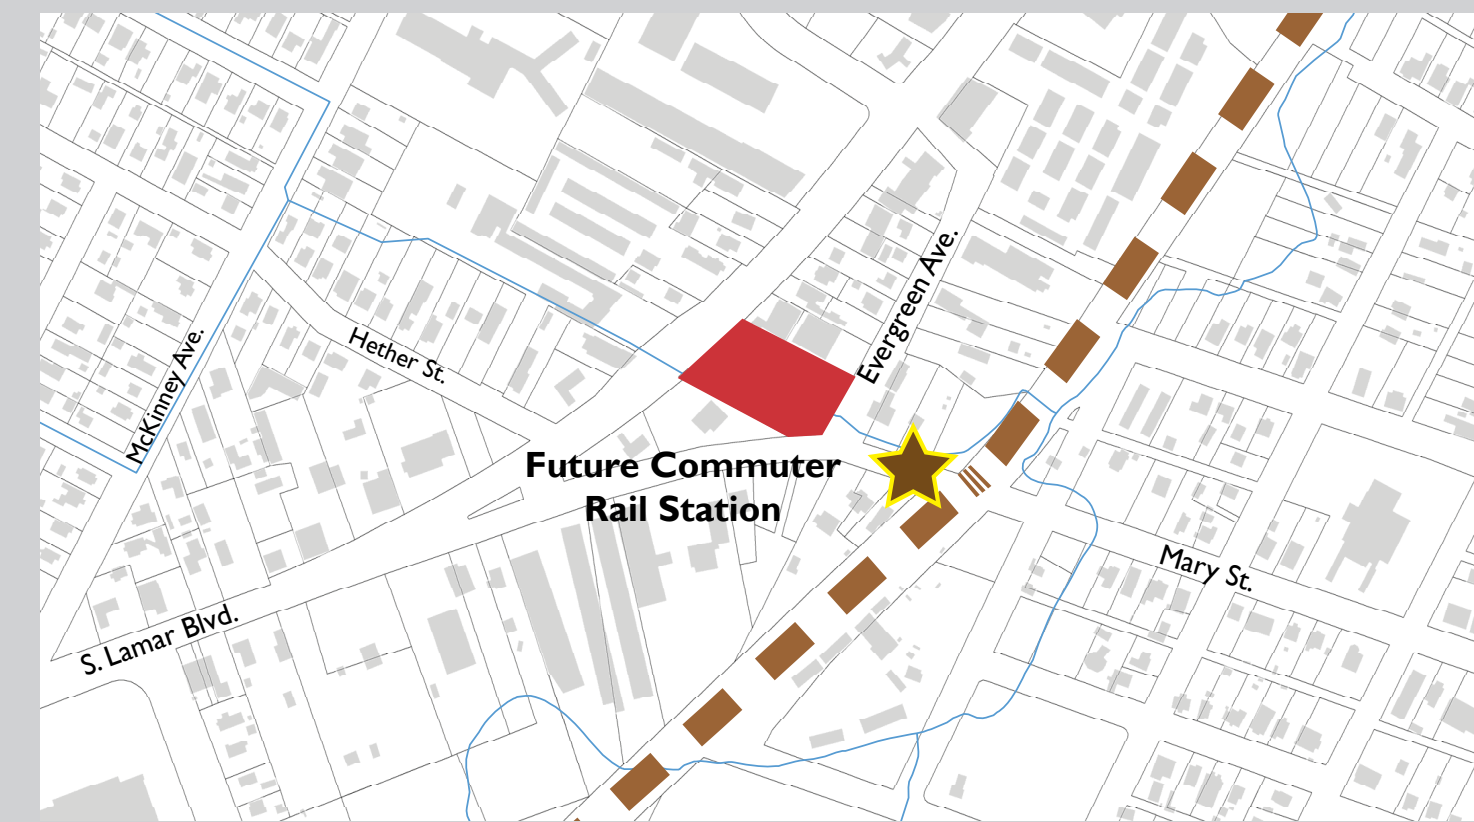 Evergreen Ave.
Hether St.
McKinney Ave.
Future Commuter
Rail Station
Mary St.
S. Lamar Blvd.